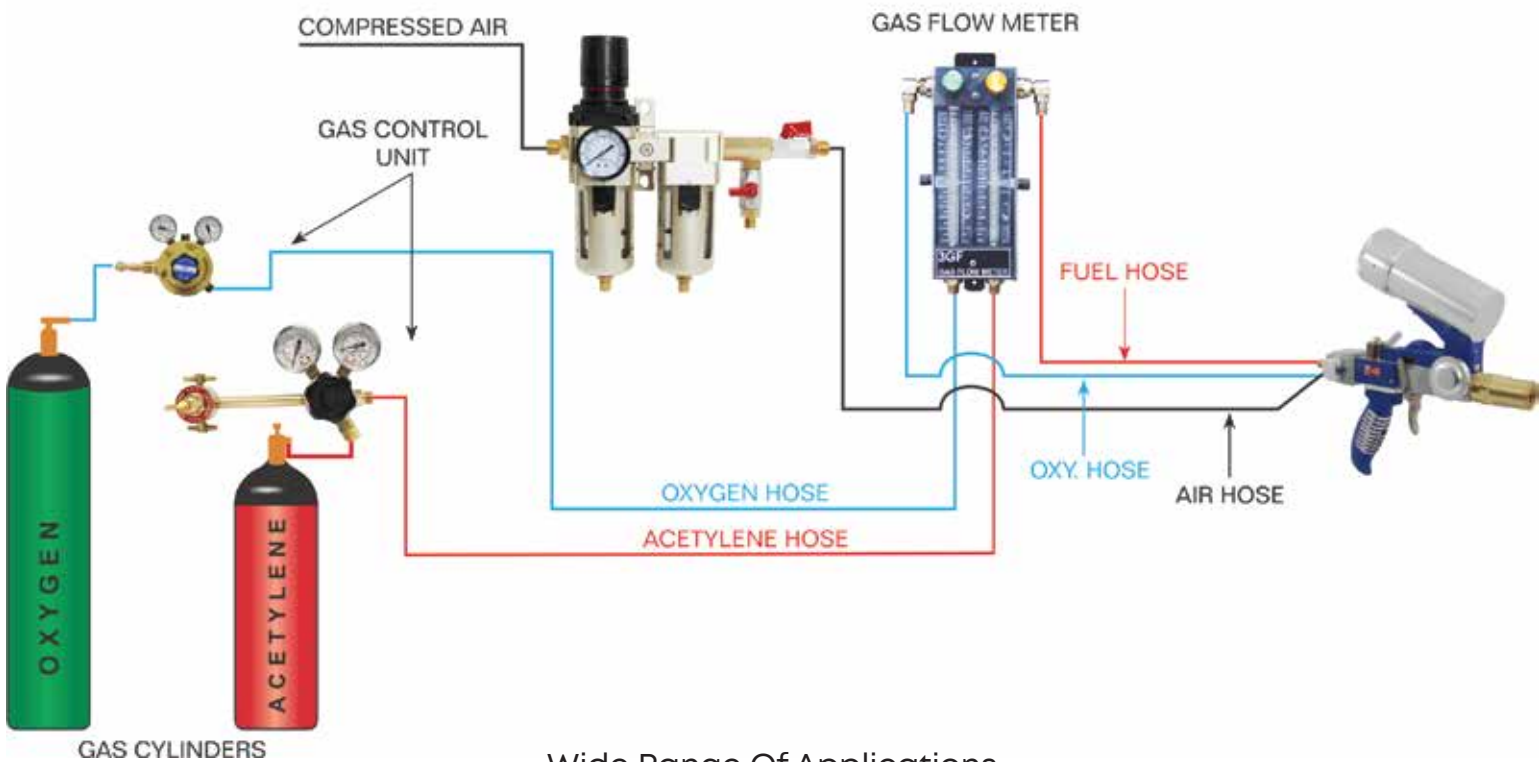 COMPRESSED AIR
GAS FLOW METER
GAS CONTROL
UNIT
3GF
GAS FLOW METER
FUEL HOSE
OXYGEN HOSE
OXY. HOSE
AIR HOSE
ACETYLENE HOSE
OXYGEN
ACETYLENE
GAS CYLINDERS